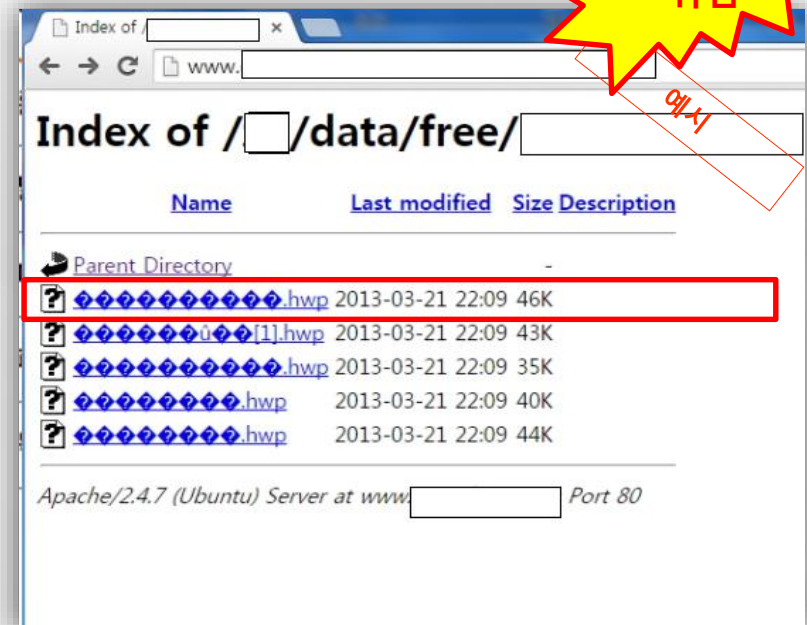 Index of /
www.
예시
Index of / /data/free/
Name Last modified Size Description
Parent Directory -
�����������.hwp 2013-03-21 22:09 46K
������û��[1].hwp 2013-03-21 22:09 43K
�����������.hwp 2013-03-21 22:09 35K
���������.hwp 2013-03-21 22:09 40K
���������.hwp 2013-03-21 22:09 44K
Apache/2.4.7 (Ubuntu) Server at www. Port 80